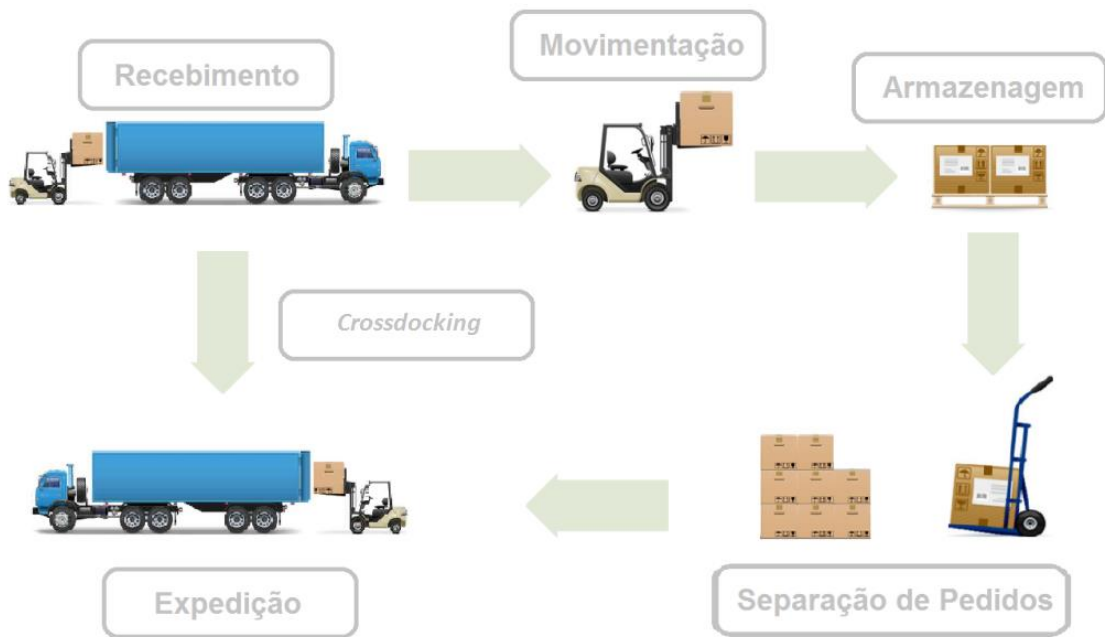 Recebimento
Movimentação
Armazenagem
Crossdocking
Expedição
Separação de Pedidos